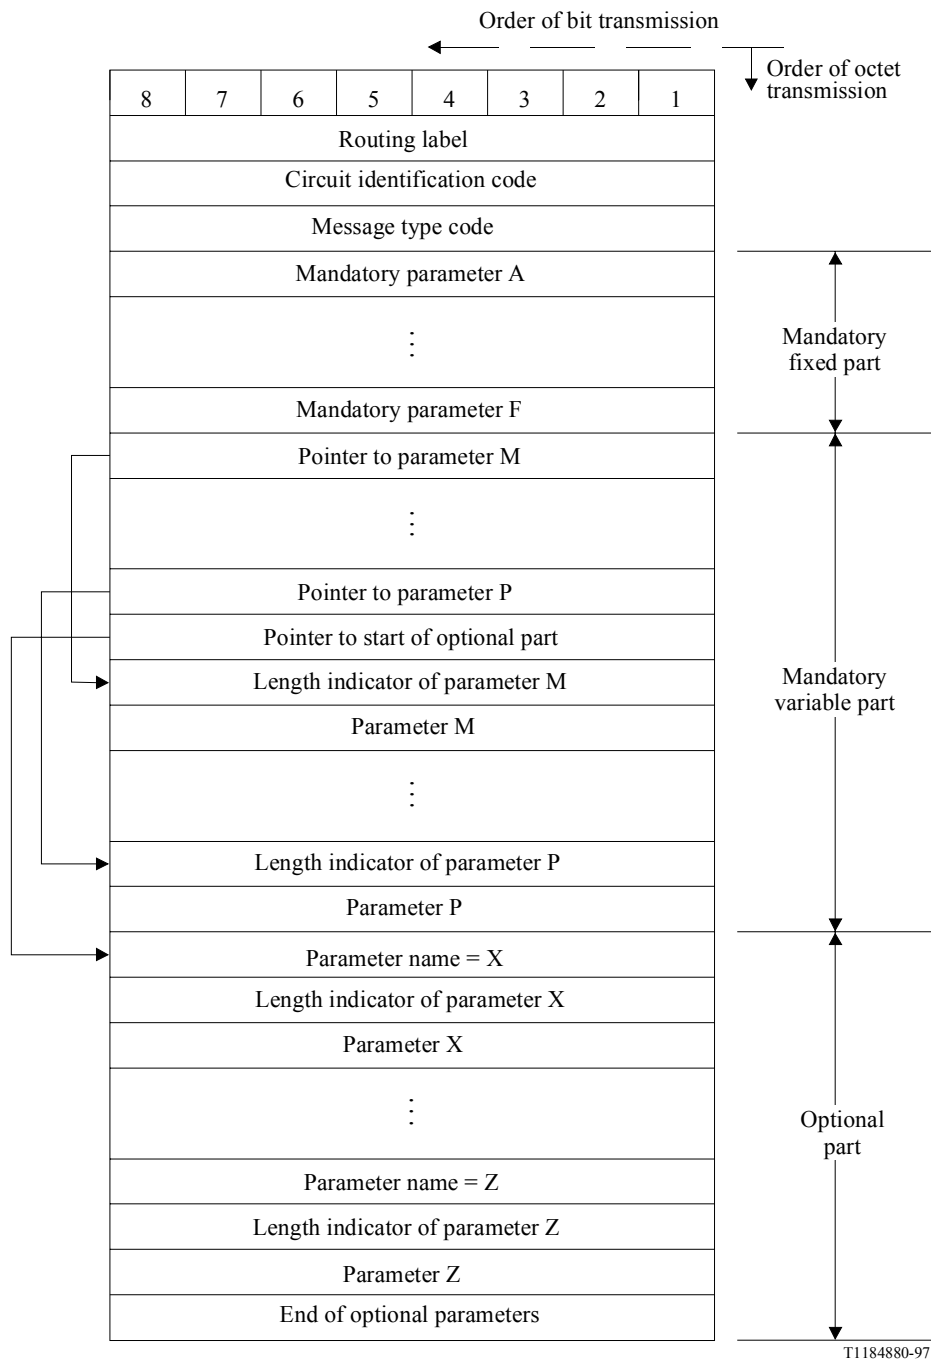 Order of bit transmission
Order of octet
transmission
8 7 6 5 4 3 2 1
Routing label
Circuit identification code
Message type code
Mandatory parameter A
⋮
Mandatory
fixed part
Mandatory parameter F
Pointer to parameter M
⋮
Pointer to parameter P
Pointer to start of optional part
Length indicator of parameter M
Mandatory
variable part
Parameter M
⋮
Length indicator of parameter P
Parameter P
Parameter name = X
Length indicator of parameter X
Parameter X
⋮
Optional
part
Parameter name = Z
Length indicator of parameter Z
Parameter Z
End of optional parameters
T1184880-97